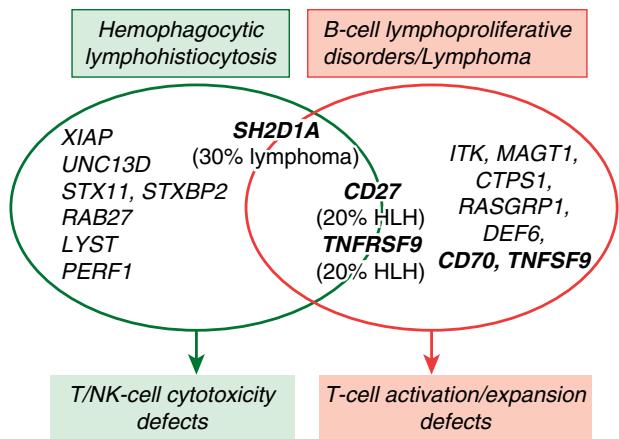 Hemophagocytic
lymphohistiocytosis
B-cell lymphoproliferative
disorders/Lymphoma
XIAP
UNC13D
STX11, STXBP2
RAB27
LYST
PERF1
SH2D1A
(30% lymphoma)
CD27
(20% HLH)
TNFRSF9
(20% HLH)
ITK, MAGT1,
CTPS1,
RASGRP1,
DEF6,
CD70, TNFSF9
T/NK-cell cytotoxicity
defects
T-cell activation/expansion
defects